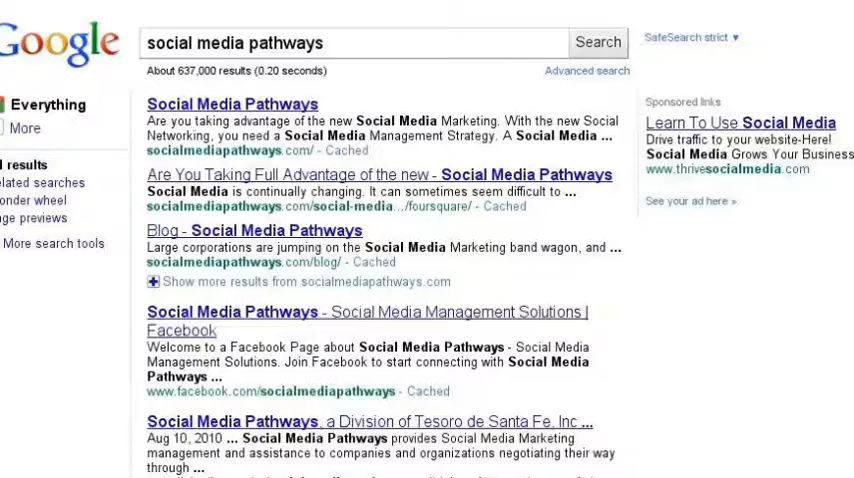 Google
social media pathways
Search
SafeSearch strict ▼
About 637,000 results (0.20 seconds)
Advanced search
Everything
More
results
elated searches
onder wheel
ge previews
More search tools
Social Media Pathways
Are you taking advantage of the new Social Media Marketing. With the new Social
Networking, you need a Social Media Management Strategy. A Social Media ...
socialmediapathways.com/ - Cached
Are You Taking Full Advantage of the new - Social Media Pathways
Social Media is continually changing. It can sometimes seem difficult to ...
socialmediapathways.com/social-media.../foursquare/ - Cached
Blog - Social Media Pathways
Large corporations are jumping on the Social Media Marketing band wagon, and ...
socialmediapathways.com/blog/ - Cached
Show more results from socialmediapathways.com
Social Media Pathways - Social Media Management Solutions |
Facebook
Welcome to a Facebook Page about Social Media Pathways - Social Media
Management Solutions. Join Facebook to start connecting with Social Media
Pathways ...
www.facebook.com/socialmediapathways - Cached
Social Media Pathways, a Division of Tesoro de Santa Fe, Inc ...
Aug 10, 2010 ... Social Media Pathways provides Social Media Marketing
management and assistance to companies and organizations negotiating their way
through ...
Sponsored links
Learn To Use Social Media
Drive traffic to your website-Here!
Social Media Grows Your Business
www.thrivesocialmedia.com
See your ad here »